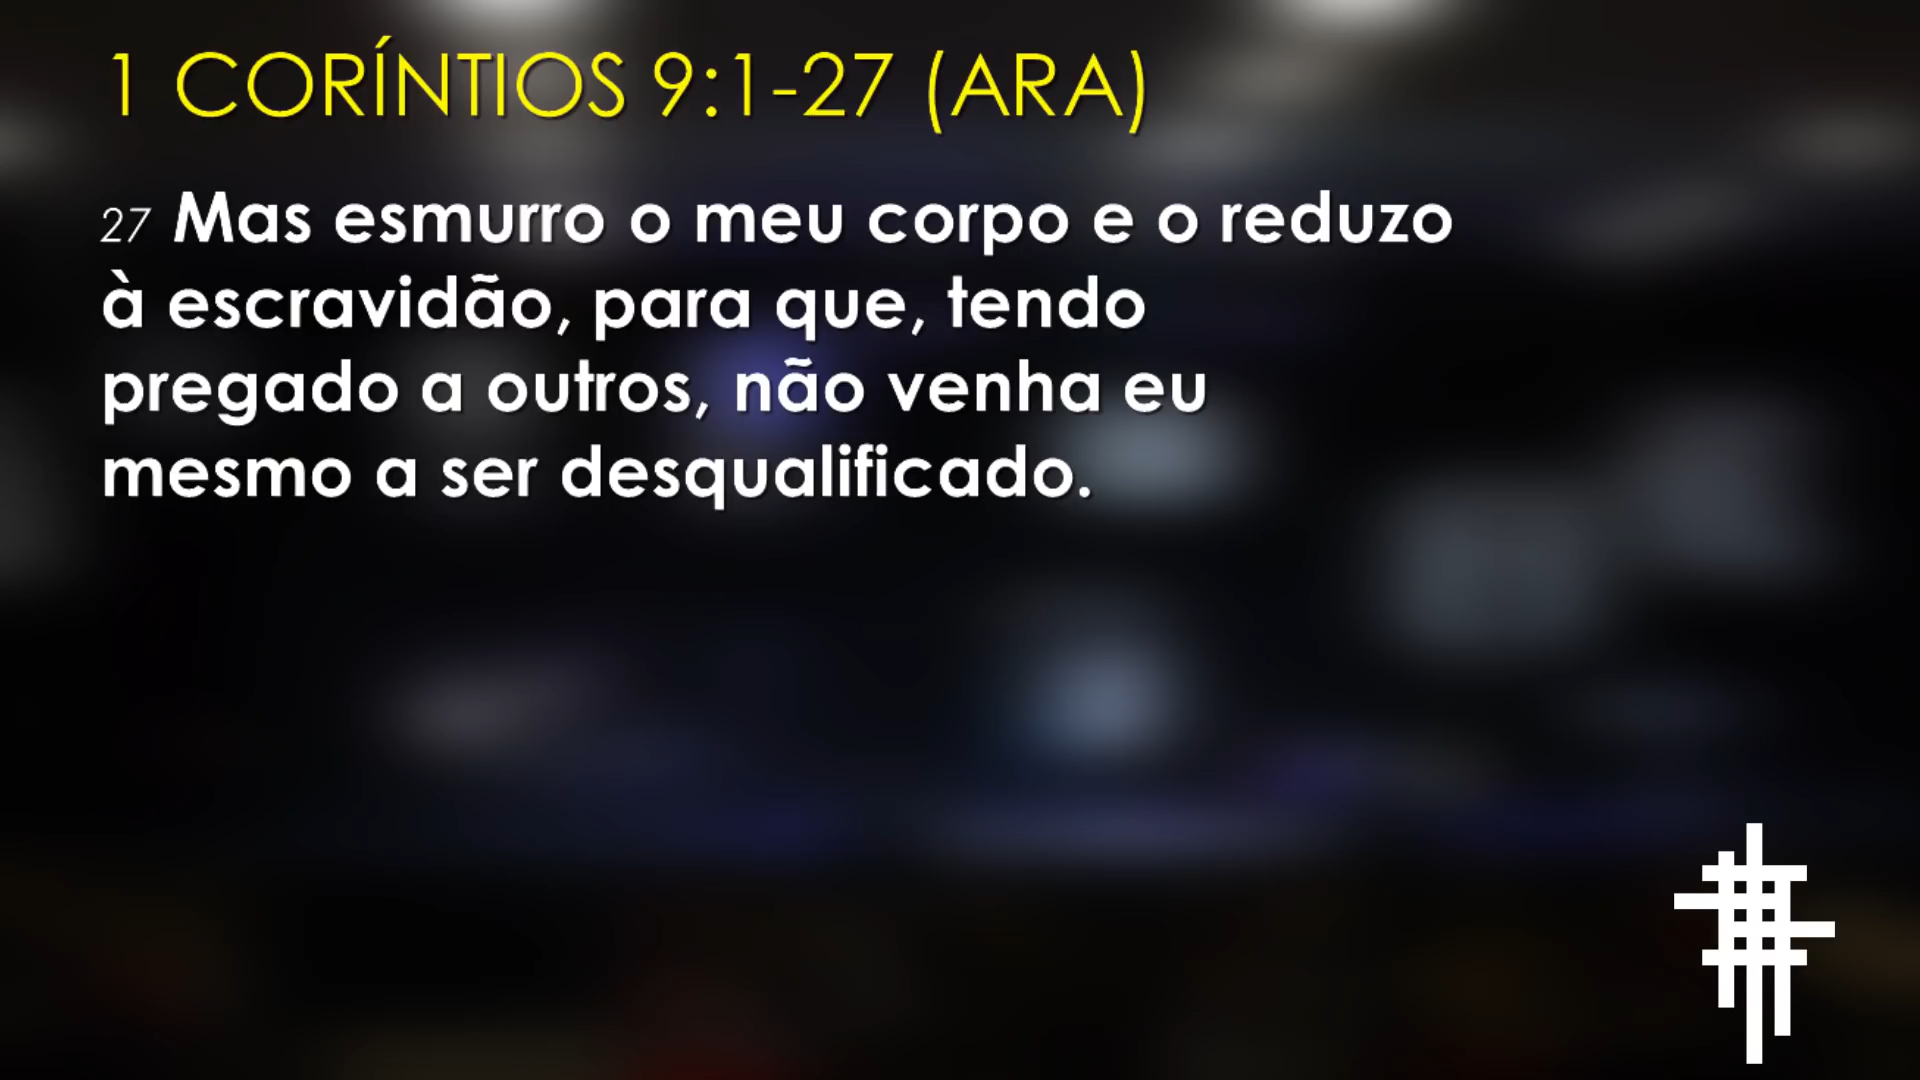 1 CORÍNTIOS 9:1-27 (ARA)
27 Mas esmurro o meu corpo e o reduzo
à escravidão, para que, tendo
pregado a outros, não venha eu
mesmo a ser desqualificado.